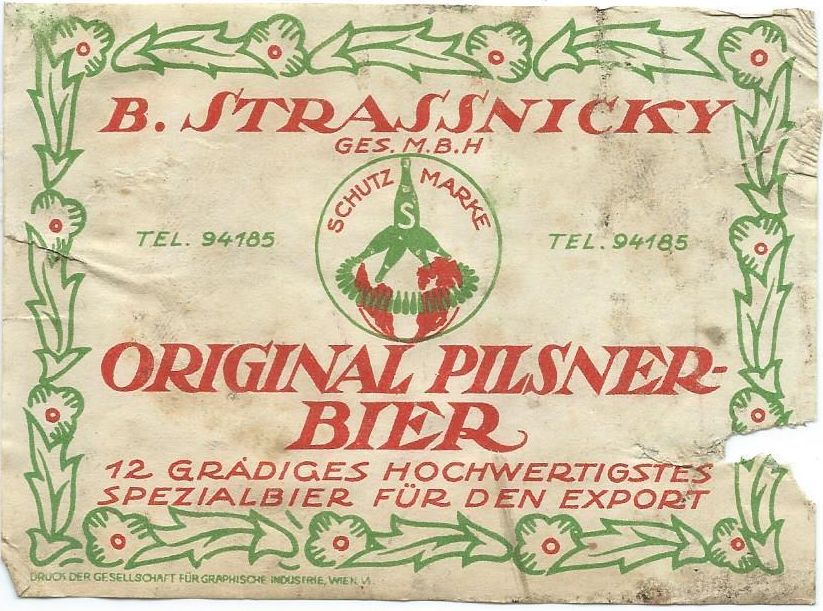 B. STRASSNICKY
GES. M.B.H
SCHUTZ MARKE
S
TEL. 94185
TEL. 94185
ORIGINAL PILSNER-
BIER
12 GRÄDIGES HOCHWERTIGSTES
SPEZIALBIER FÜR DEN EXPORT
DRUCK DER GESELLSCHAFT FÜR GRAPHISCHE INDUSTRIE, WIEN, VI